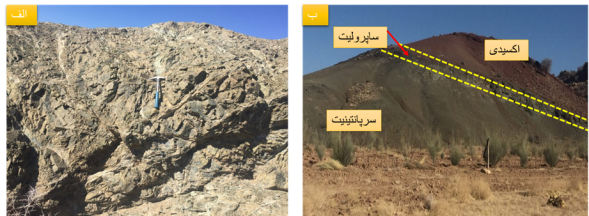 الف
ب
ساپرولیت
اکسیدی
سرپانتینیت